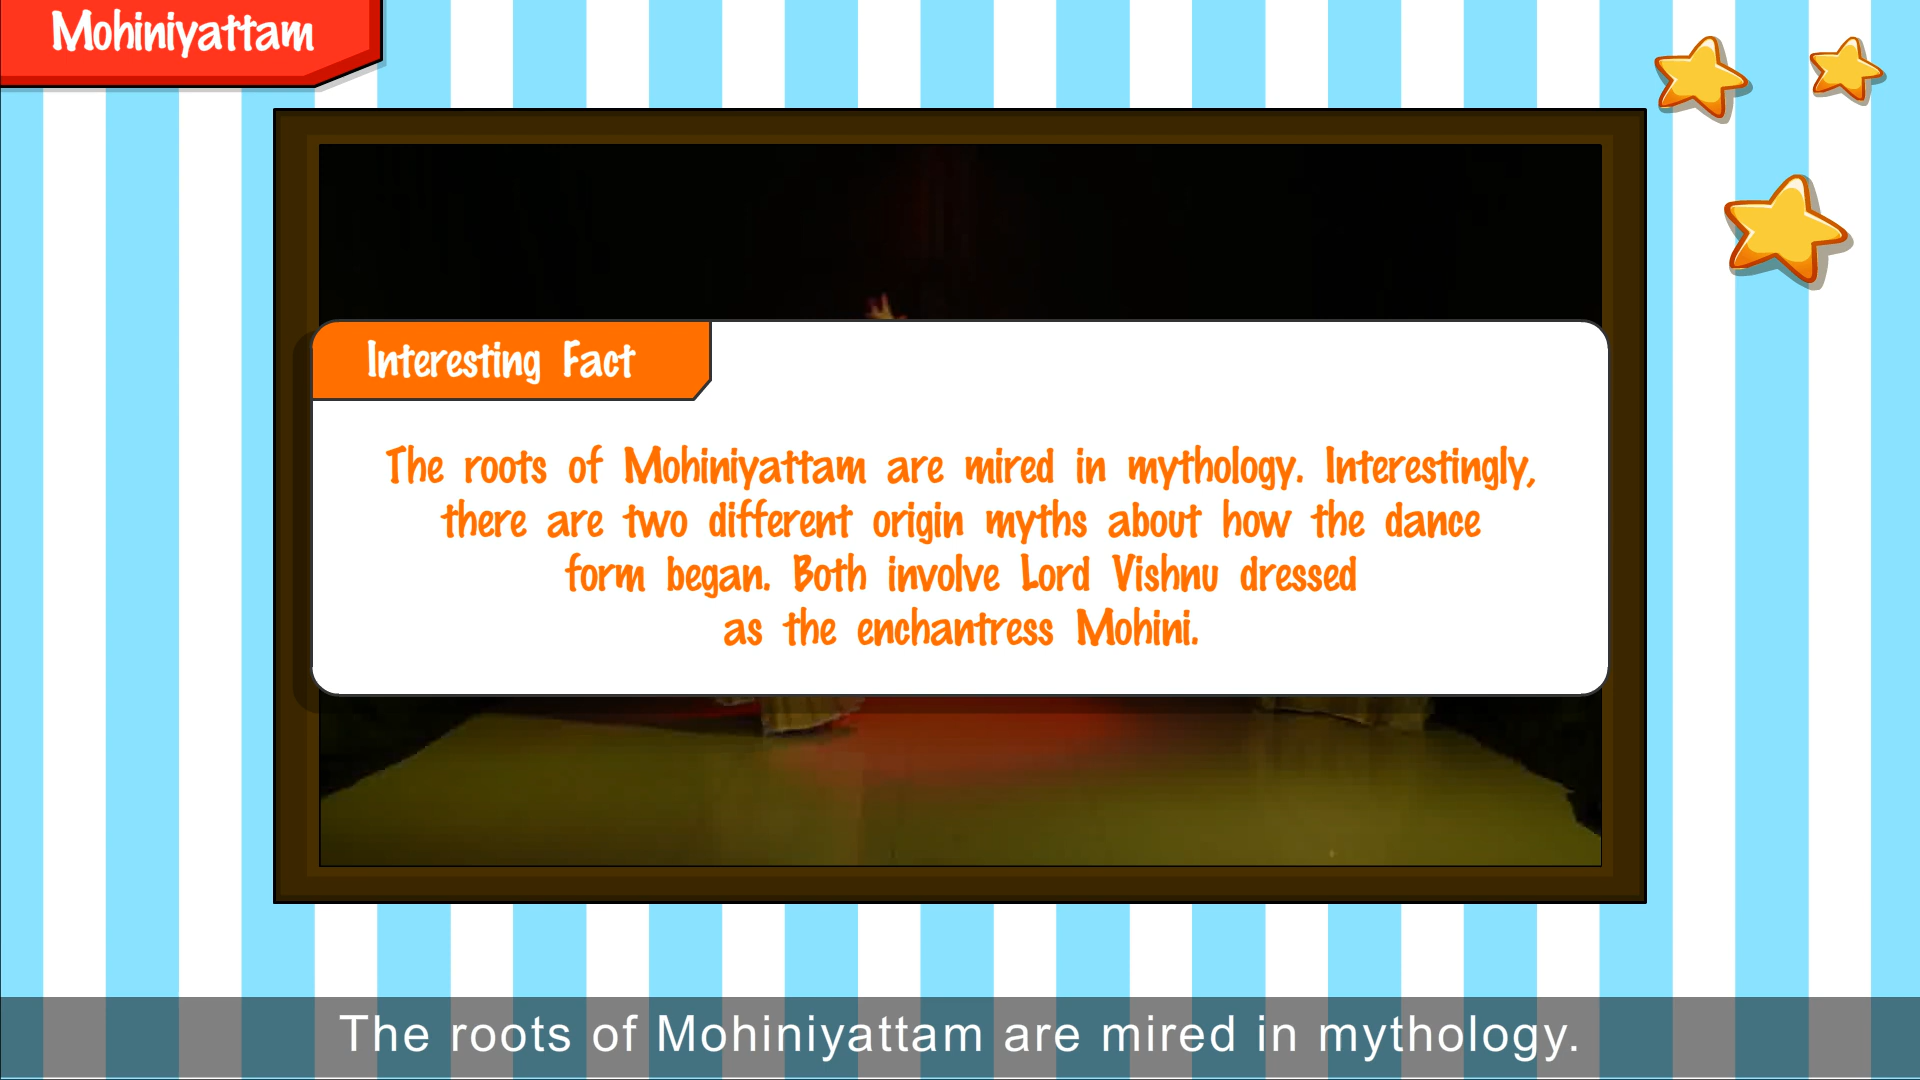 Mohiniyattam
Interesting Fact
The roots of Mohiniyattam are mired in mythology. Interestingly,
there are two different origin myths about how the dance
form began. Both involve Lord Vishnu dressed
as the enchantress Mohini.
The roots of Mohiniyattam are mired in mythology.